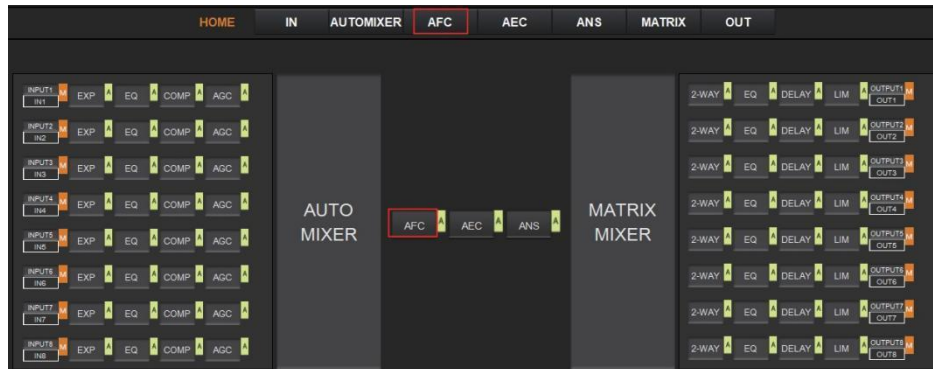 HOME IN AUTOMIXER AFC AEC ANS MATRIX OUT
INPUT1 M EXP A EQ A COMP A AGC A
IN1
INPUT2 M EXP A EQ A COMP A AGC A
IN2
INPUT3 M EXP A EQ A COMP A AGC A
IN3
INPUT4 M EXP A EQ A COMP A AGC A
IN4
INPUT5 M EXP A EQ A COMP A AGC A
IN5
INPUT6 M EXP A EQ A COMP A AGC A
IN6
INPUT7 M EXP A EQ A COMP A AGC A
IN7
INPUT8 M EXP A EQ A COMP A AGC A
IN8
AUTO
MIXER
AFC A AEC A ANS A
MATRIX
MIXER
2-WAY A EQ A DELAY A LIM A OUTPUT1 M
OUT1
2-WAY A EQ A DELAY A LIM A OUTPUT2 M
OUT2
2-WAY A EQ A DELAY A LIM A OUTPUT3 M
OUT3
2-WAY A EQ A DELAY A LIM A OUTPUT4 M
OUT4
2-WAY A EQ A DELAY A LIM A OUTPUT5 M
OUT5
2-WAY A EQ A DELAY A LIM A OUTPUT6 M
OUT6
2-WAY A EQ A DELAY A LIM A OUTPUT7 M
OUT7
2-WAY A EQ A DELAY A LIM A OUTPUT8 M
OUT8